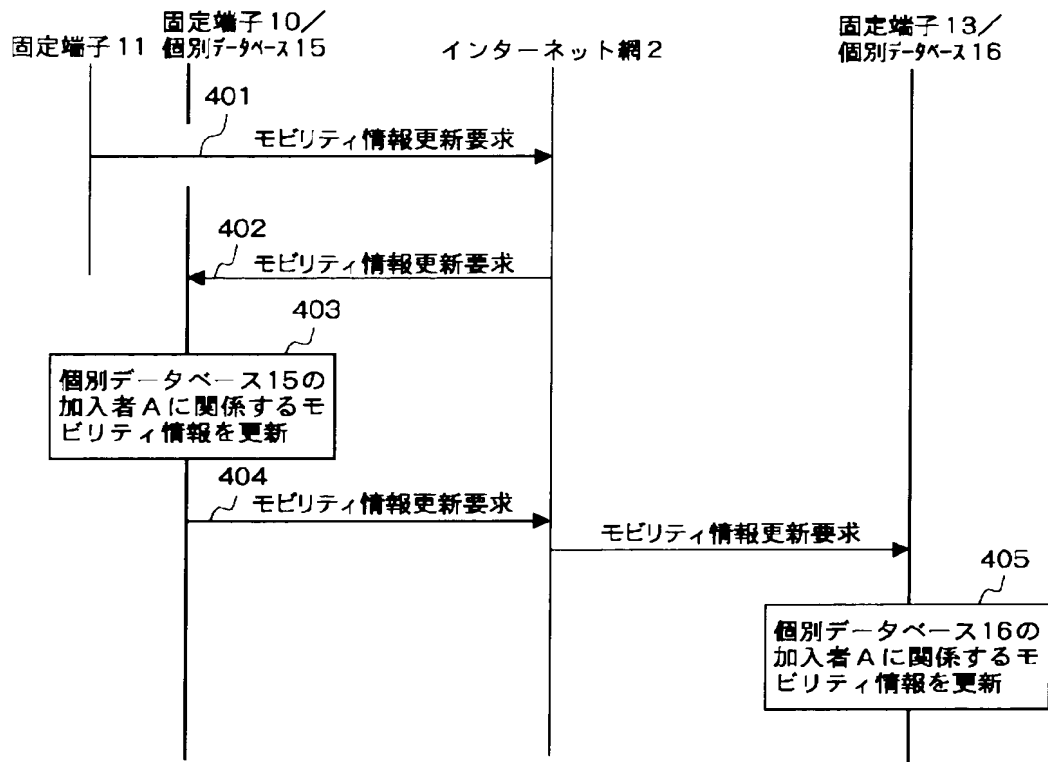 固定端子11
固定端子10/
個別データベース15
インターネット網2
固定端子13/
個別データベース16
401
モビリティ情報更新要求
402
モビリティ情報更新要求
403
個別データベース15の
加入者Aに関係するモ
ビリティ情報を更新
404
モビリティ情報更新要求
モビリティ情報更新要求
405
個別データベース16の
加入者Aに関係するモ
ビリティ情報を更新